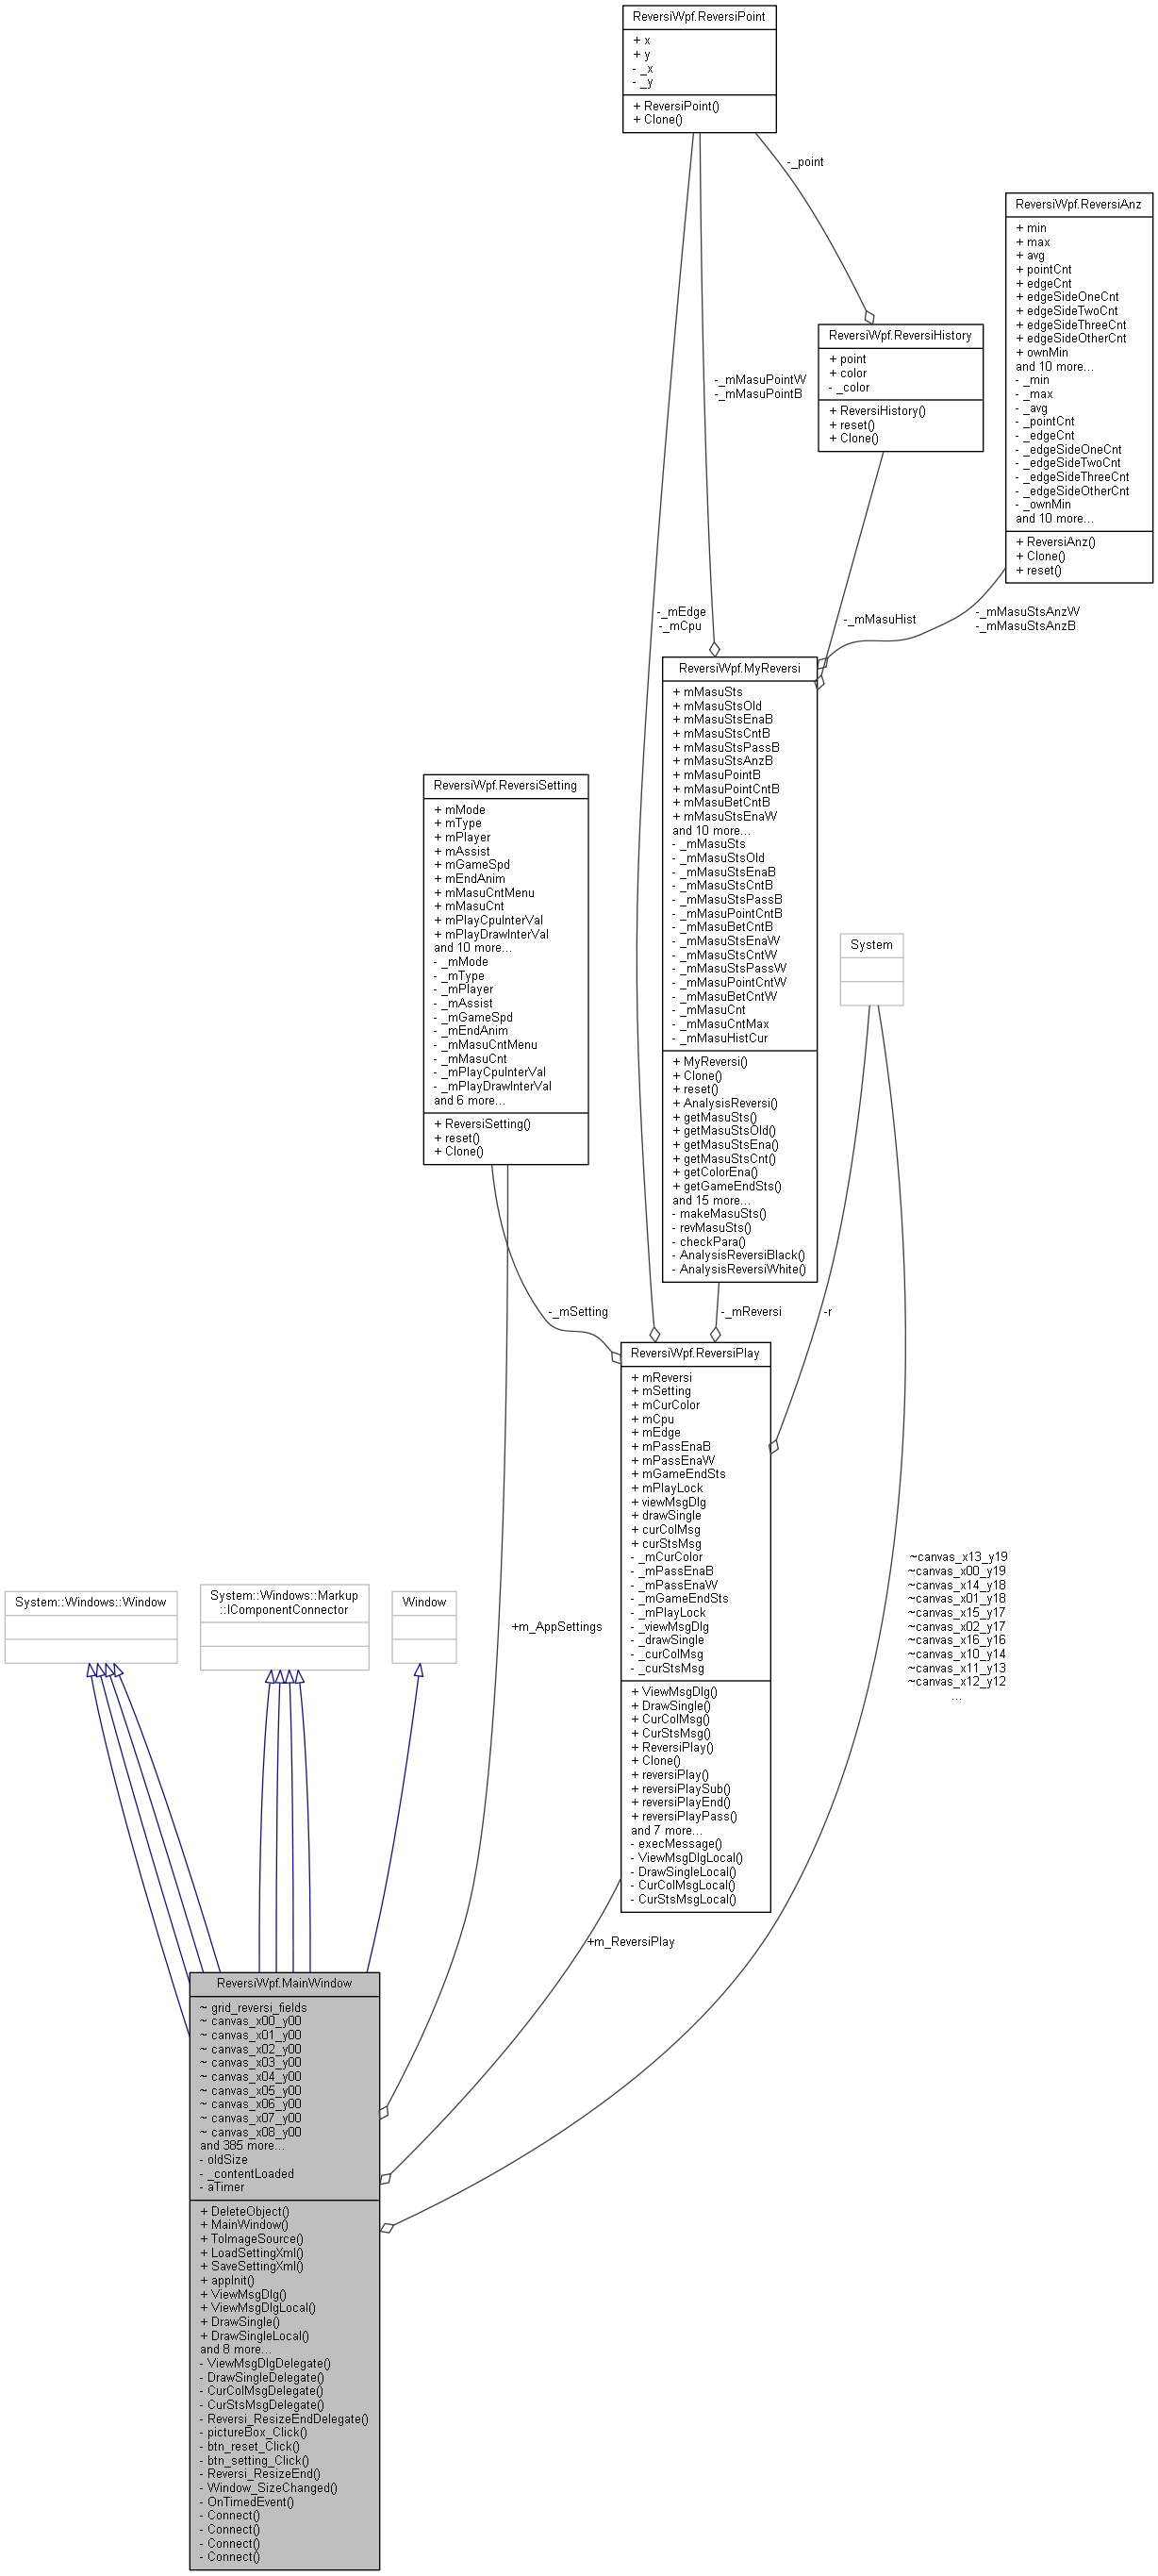 ReversiWpf.ReversiPoint
+ x
+ y
- _x
- _y
+ ReversiPoint()
+ Clone()
-_point
ReversiWpf.ReversiAnz
+ min
+ max
+ avg
+ pointCnt
+ edgeCnt
+ edgeSideOneCnt
+ edgeSideTwoCnt
+ edgeSideThreeCnt
+ edgeSideOtherCnt
+ ownMin
and 10 more...
- _min
- _max
- _avg
- _pointCnt
- _edgeCnt
- _edgeSideOneCnt
- _edgeSideTwoCnt
- _edgeSideThreeCnt
- _edgeSideOtherCnt
- _ownMin
and 10 more...
+ ReversiAnz()
+ Clone()
+ reset()
ReversiWpf.ReversiHistory
+ point
+ color
- _color
+ ReversiHistory()
+ reset()
+ Clone()
-_mMasuPointW
-_mMasuPointB
-_mEdge
-_mCpu
-_mMasuHist
-_mMasuStsAnzW
-_mMasuStsAnzB
ReversiWpf.MyReversi
+ mMasuSts
+ mMasuStsOld
+ mMasuStsEnaB
+ mMasuStsCntB
+ mMasuStsPassB
+ mMasuStsAnzB
+ mMasuPointB
+ mMasuPointCntB
+ mMasuBetCntB
+ mMasuStsEnaW
and 10 more...
- _mMasuSts
- _mMasuStsOld
- _mMasuStsEnaB
- _mMasuStsCntB
- _mMasuStsPassB
- _mMasuPointCntB
- _mMasuBetCntB
- _mMasuStsEnaW
- _mMasuStsCntW
- _mMasuStsPassW
- _mMasuPointCntW
- _mMasuBetCntW
- _mMasuCnt
- _mMasuCntMax
- _mMasuHistCur
+ MyReversi()
+ Clone()
+ reset()
+ AnalysisReversi()
+ getMasuSts()
+ getMasuStsOld()
+ getMasuStsEna()
+ getMasuStsCnt()
+ getColorEna()
+ getGameEndSts()
and 15 more...
- makeMasuSts()
- revMasuSts()
- checkPara()
- AnalysisReversiBlack()
- AnalysisReversiWhite()
ReversiWpf.ReversiSetting
+ mMode
+ mType
+ mPlayer
+ mAssist
+ mGameSpd
+ mEndAnim
+ mMasuCntMenu
+ mMasuCnt
+ mPlayCpuInterVal
+ mPlayDrawInterVal
and 10 more...
- _mMode
- _mType
- _mPlayer
- _mAssist
- _mGameSpd
- _mEndAnim
- _mMasuCntMenu
- _mMasuCnt
- _mPlayCpuInterVal
- _mPlayDrawInterVal
and 6 more...
+ ReversiSetting()
+ reset()
+ Clone()
System
-_mSetting
-_mReversi
-r
ReversiWpf.ReversiPlay
+ mReversi
+ mSetting
+ mCurColor
+ mCpu
+ mEdge
+ mPassEnaB
+ mPassEnaW
+ mGameEndSts
+ mPlayLock
+ viewMsgDlg
+ drawSingle
+ curColMsg
+ curStsMsg
- _mCurColor
- _mPassEnaB
- _mPassEnaW
- _mGameEndSts
- _mPlayLock
- _viewMsgDlg
- _drawSingle
- _curColMsg
- _curStsMsg
+ ViewMsgDlg()
+ DrawSingle()
+ CurColMsg()
+ CurStsMsg()
+ ReversiPlay()
+ Clone()
+ reversiPlay()
+ reversiPlaySub()
+ reversiPlayEnd()
+ reversiPlayPass()
and 7 more...
- execMessage()
- ViewMsgDlgLocal()
- DrawSingleLocal()
- CurColMsgLocal()
- CurStsMsgLocal()
~canvas_x13_y19
~canvas_x00_y19
~canvas_x14_y18
~canvas_x01_y18
~canvas_x15_y17
~canvas_x02_y17
~canvas_x16_y16
~canvas_x10_y14
~canvas_x11_y13
~canvas_x12_y12
...
System::Windows::Window
System::Windows::Markup
::IComponentConnector
Window
+m_AppSettings
+m_ReversiPlay
ReversiWpf.MainWindow
~ grid_reversi_fields
~ canvas_x00_y00
~ canvas_x01_y00
~ canvas_x02_y00
~ canvas_x03_y00
~ canvas_x04_y00
~ canvas_x05_y00
~ canvas_x06_y00
~ canvas_x07_y00
~ canvas_x08_y00
and 385 more...
- oldSize
- _contentLoaded
- aTimer
+ DeleteObject()
+ MainWindow()
+ ToImageSource()
+ LoadSettingXml()
+ SaveSettingXml()
+ appInit()
+ ViewMsgDlg()
+ ViewMsgDlgLocal()
+ DrawSingle()
+ DrawSingleLocal()
and 8 more...
- ViewMsgDlgDelegate()
- DrawSingleDelegate()
- CurColMsgDelegate()
- CurStsMsgDelegate()
- Reversi_ResizeEndDelegate()
- pictureBox_Click()
- btn_reset_Click()
- btn_setting_Click()
- Reversi_ResizeEnd()
- Window_SizeChanged()
- OnTimedEvent()
- Connect()
- Connect()
- Connect()
- Connect()